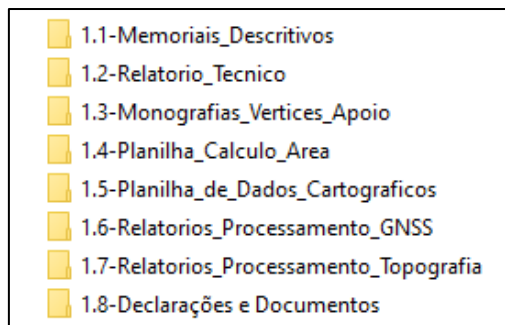 1.1-Memoriais_Descritivos
1.2-Relatorio_Tecnico
1.3-Monografias_Vertices_Apoio
1.4-Planilha_Calculo_Area
1.5-Planilha_de_Dados_Cartograficos
1.6-Relatorios_Processamento_GNSS
1.7-Relatorios_Processamento_Topografia
1.8-Declarações e Documentos